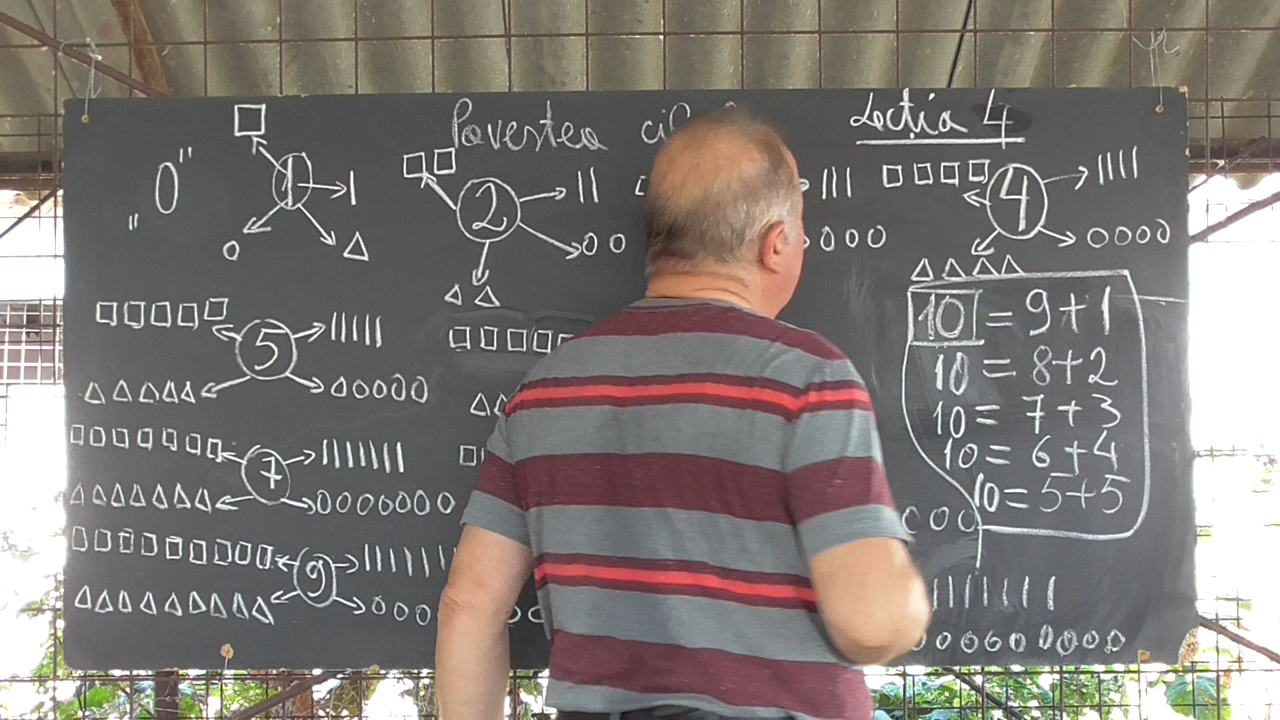 Povestea Lecția 4
"0" 1 2 4
10 = 9+1
10 = 8+2
10 = 7+3
10 = 6+4
10 = 5+5
5
7
9